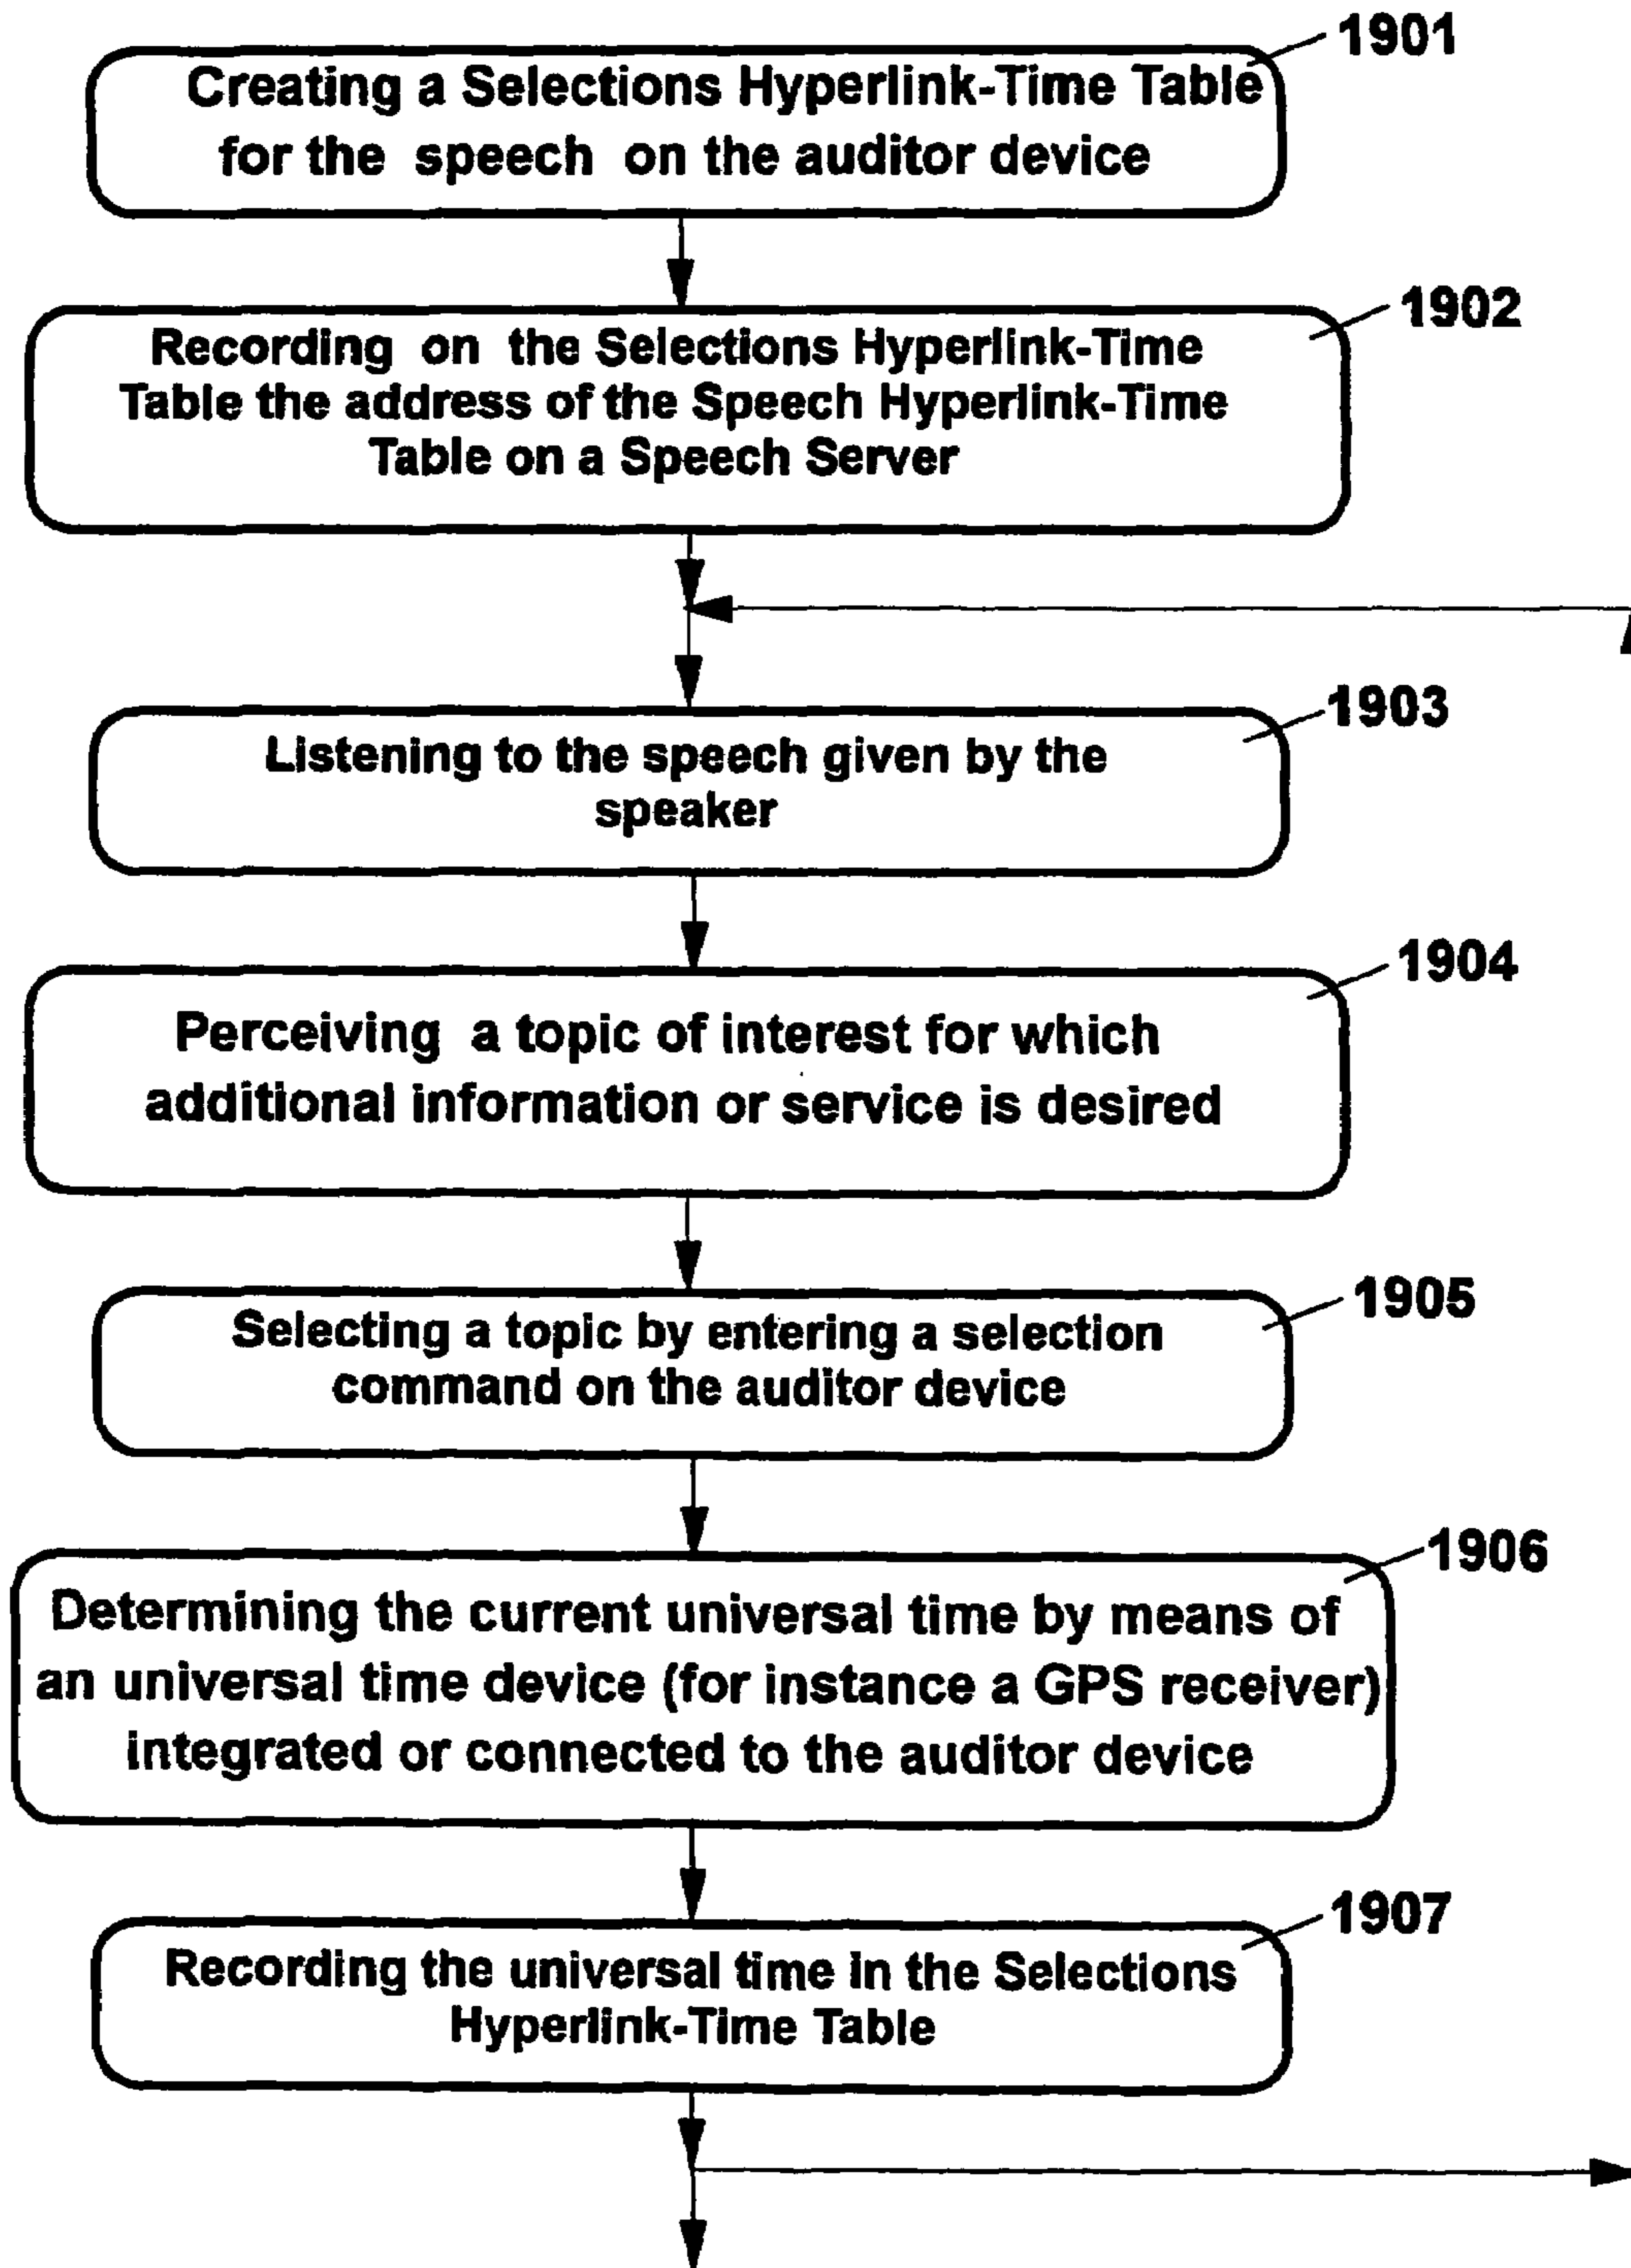 1901
Creating a Selections Hyperlink-Time Table
for the speech on the auditor device
1902
Recording on the Selections Hyperlink-Time
Table the address of the Speech Hyperlink-Time
Table on a Speech Server
1903
Listening to the speech given by the
speaker
1904
Perceiving a topic of interest for which
additional information or service is desired
1905
Selecting a topic by entering a selection
command on the auditor device
1906
Determining the current universal time by means of
an universal time device (for instance a GPS receiver)
integrated or connected to the auditor device
1907
Recording the universal time in the Selections
Hyperlink-Time Table